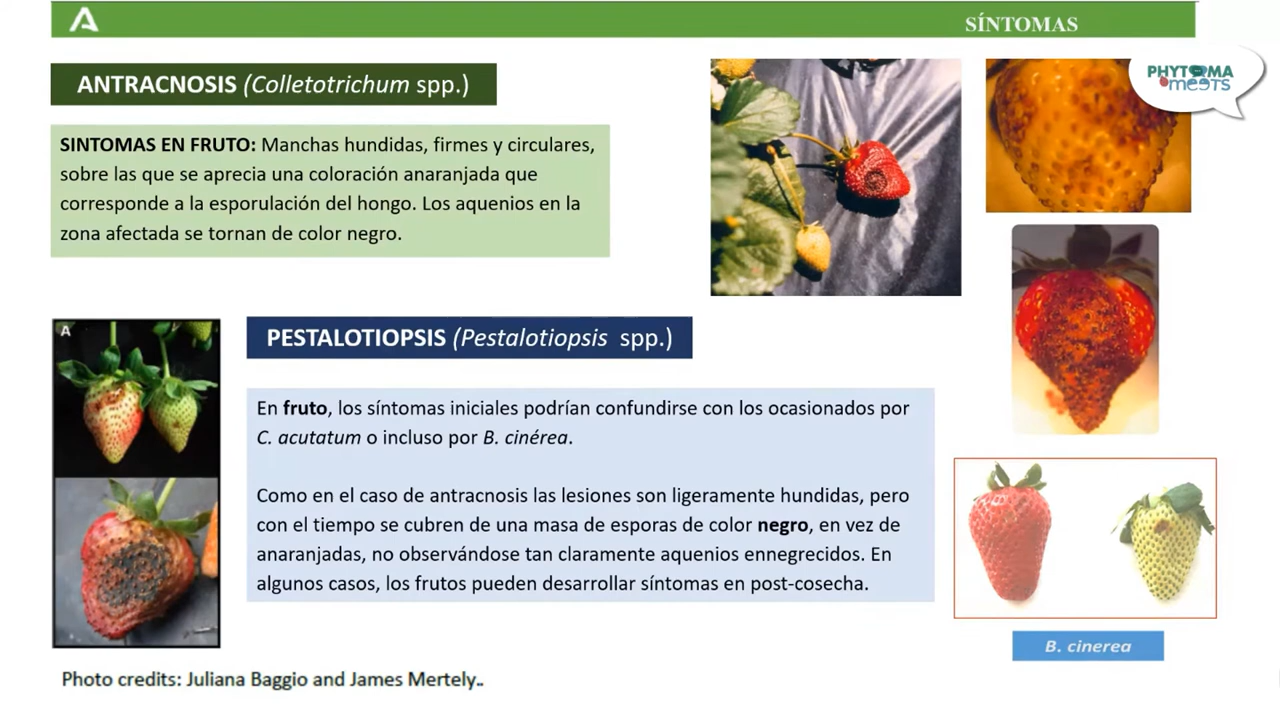 SÍNTOMAS
PHYTOMA
meets
ANTRACNOSIS (Colletotrichum spp.)
SINTOMAS EN FRUTO: Manchas hundidas, firmes y circulares,
sobre las que se aprecia una coloración anaranjada que
corresponde a la esporulación del hongo. Los aquenios en la
zona afectada se tornan de color negro.
A
PESTALOTIOPSIS (Pestalotiopsis spp.)
En fruto, los síntomas iniciales podrían confundirse con los ocasionados por
C. acutatum o incluso por B. cinérea.
Como en el caso de antracnosis las lesiones son ligeramente hundidas, pero
con el tiempo se cubren de una masa de esporas de color negro, en vez de
anaranjadas, no observándose tan claramente aquenios ennegrecidos. En
algunos casos, los frutos pueden desarrollar síntomas en post-cosecha.
B. cinerea
Photo credits: Juliana Baggio and James Mertely..